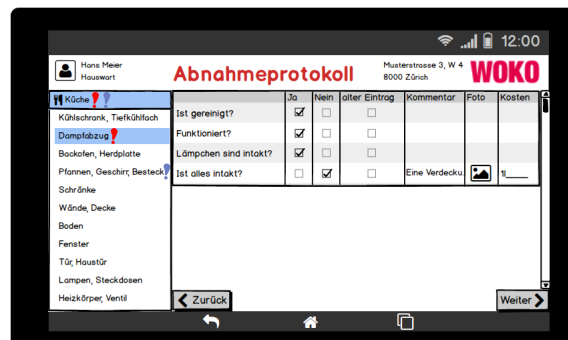 12:00
Hans Meier
Hauswart
Abnahmeprotokoll
Musterstrasse 3, W 4
8000 Zürich
WOKO
Küche
Kühlschrank, Tiefkühlfach
Dampfabzug
Backofen, Herdplatte
Pfannen, Geschirr, Besteck
Schränke
Wände, Decke
Boden
Fenster
Tür, Haustür
Lampen, Steckdosen
Heizkörper, Ventil
Ja Nein alter Eintrag Kommentar Foto Kosten
Ist gereinigt?
Funktioniert?
Lämpchen sind intakt?
Ist alles intakt? Eine Verdecku.
Zurück
Weiter